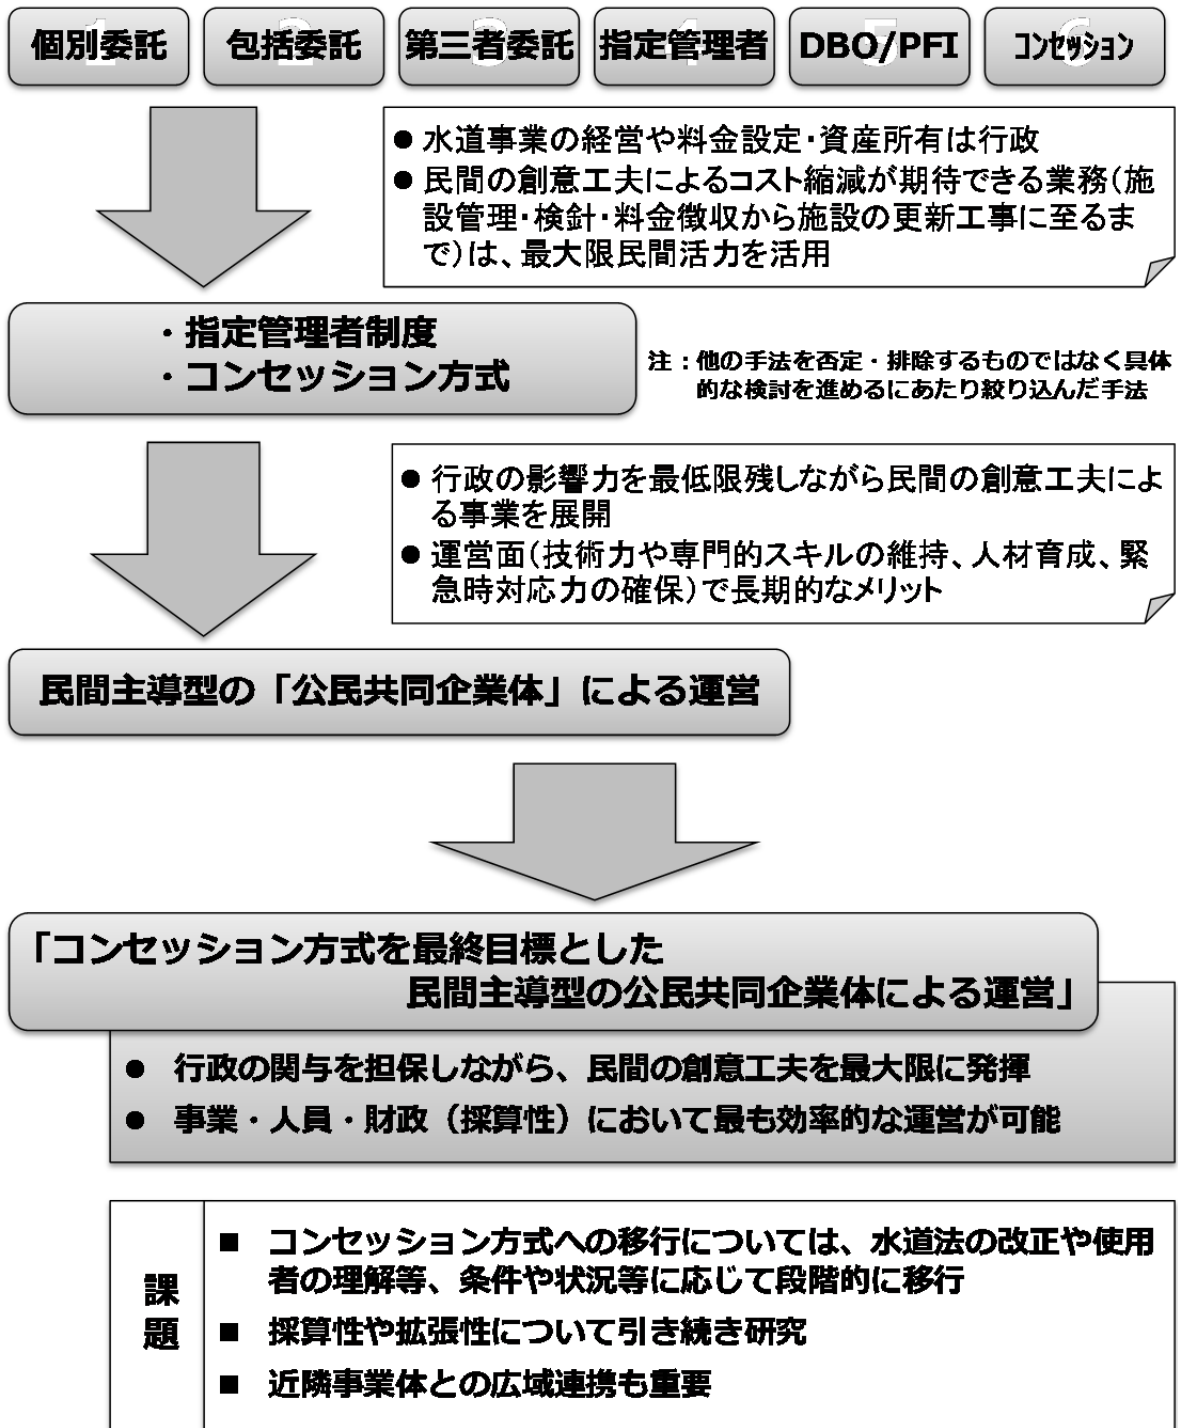 1 個別委託
2 包括委託
3 第三者委託
4 指定管理者
5 DBO/PFI
6 コンセッション
● 水道事業の経営や料金設定・資産所有は行政
● 民間の創意工夫によるコスト縮減が期待できる業務(施
設管理・検針・料金徴収から施設の更新工事に至るま
で)は、最大限民間活力を活用
・指定管理者制度
・コンセッション方式
注：他の手法を否定・排除するものではなく具体
的な検討を進めるにあたり絞り込んだ手法
● 行政の影響力を最低限残しながら民間の創意工夫によ
る事業を展開
● 運営面(技術力や専門的スキルの維持、人材育成、緊
急時対応力の確保)で長期的なメリット
民間主導型の「公民共同企業体」による運営
「コンセッション方式を最終目標とした
民間主導型の公民共同企業体による運営」
● 行政の関与を担保しながら、民間の創意工夫を最大限に発揮
● 事業・人員・財政（採算性）において最も効率的な運営が可能
課題
■ コンセッション方式への移行については、水道法の改正や使用
者の理解等、条件や状況等に応じて段階的に移行
■ 採算性や拡張性について引き続き研究
■ 近隣事業体との広域連携も重要